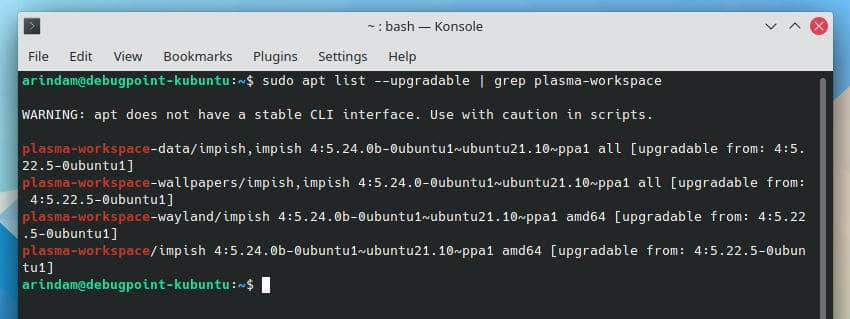 ~ : bash — Konsole
File Edit View Bookmarks Plugins Settings Help
arindam@debugpoint-kubuntu:~$ sudo apt list --upgradable | grep plasma-workspace
WARNING: apt does not have a stable CLI interface. Use with caution in scripts.
plasma-workspace-data/impish,impish 4:5.24.0b-0ubuntu1~ubuntu21.10~ppa1 all [upgradable from: 4:5.
22.5-0ubuntu1]
plasma-workspace-wallpapers/impish,impish 4:5.24.0-0ubuntu1~ubuntu21.10~ppa1 all [upgradable from:
 4:5.22.5-0ubuntu1]
plasma-workspace-wayland/impish 4:5.24.0b-0ubuntu1~ubuntu21.10~ppa1 amd64 [upgradable from: 4:5.22
.5-0ubuntu1]
plasma-workspace/impish 4:5.24.0b-0ubuntu1~ubuntu21.10~ppa1 amd64 [upgradable from: 4:5.22.5-0ubun
tu1]
arindam@debugpoint-kubuntu:~$